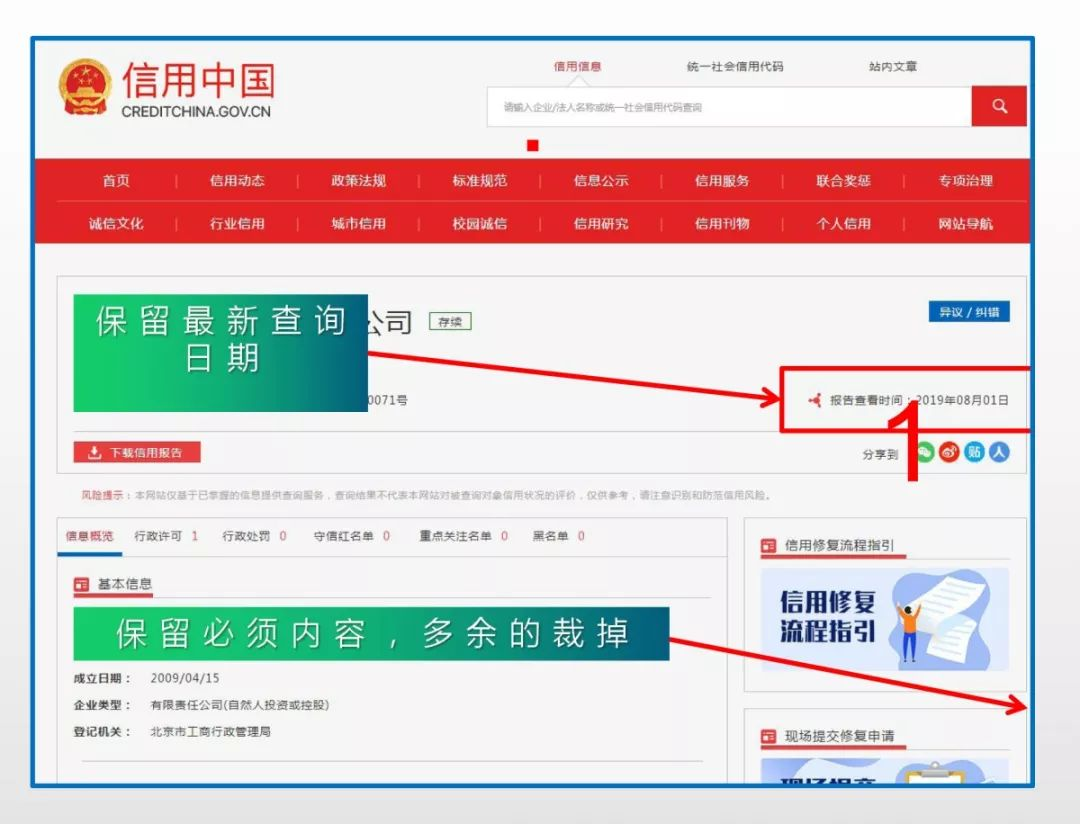 信用中国
CREDITCHINA.GOV.CN
信用信息 统一社会信用代码 站内文章
请输入企业/法人名称或统一社会信用代码查询
首页 信用动态 政策法规 标准规范 信息公示 信用服务 联合奖惩 专项治理
诚信文化 行业信用 城市信用 校园诚信 信用研究 信用刊物 个人信用 网站导航
保留最新查询
日期
公司 存续
异议 / 纠错
0071号
报告查看时间：2019年08月01日
1
下载信用报告
分享到
贴
人
风险提示：本网站仅基于已掌握的信息提供查询服务，查询结果不代表本网站对被查询对象信用状况的评价，仅供参考，请注意识别和防范信用风险。
信息概览 行政许可 1 行政处罚 0 守信红名单 0 重点关注名单 0 黑名单 0
基本信息
保留必须内容，多余的裁掉
成立日期： 2009/04/15
企业类型： 有限责任公司(自然人投资或控股)
登记机关： 北京市工商行政管理局
信用修复流程指引
信用修复
流程指引
现场提交修复申请